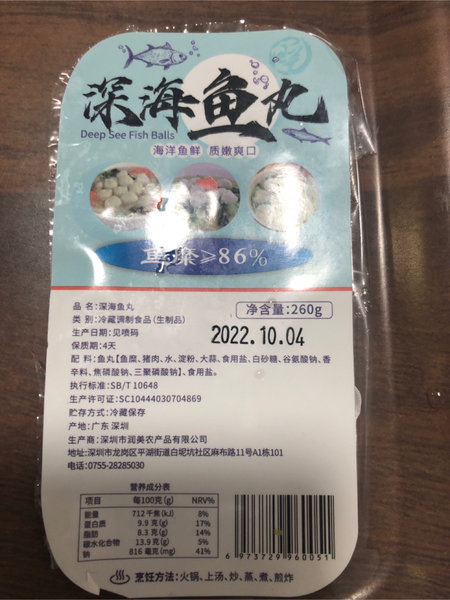 深海鱼丸
Deep See Fish Balls
海洋鱼鲜 质嫩爽口
鱼糜≥86%
品 名:深海鱼丸
净含量:260g
类 别:冷藏调制食品(生制品)
生产日期:见喷码
2022.10.04
保质期:4天
配 料:鱼丸【鱼糜、猪肉、水、淀粉、大蒜、食用盐、白砂糖、谷氨酸钠、香
辛料、焦磷酸钠、三聚磷酸钠】、食用盐。
执行标准:SB/T 10648
生产许可证:SC10444030704869
贮存方式:冷藏保存
产地:广东 深圳
生产商:深圳市润美农产品有限公司
地址:深圳市龙岗区平湖街道白坭坑社区麻布路11号A1栋101
电话:0755-28285030
营养成分表
项目 每100克(g) NRV%
能量 712 千焦(kJ) 8%
蛋白质 9.9 克(g) 17%
脂肪 8.3 克(g) 14%
碳水化合物 13.9 克(g) 5%
钠 816 毫克(mg) 41%
6 973729 960051
烹饪方法:火锅、上汤、炒、蒸、煮、煎炸